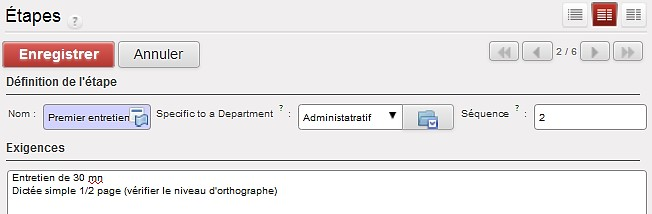 Étapes ?
Enregistrer Annuler 2 / 6
Définition de l'étape
Nom : Premier entretien Specific to a Department ? : Administratratif Séquence ? : 2
Exigences
Entretien de 30 mn
Dictée simple 1/2 page (vérifier le niveau d'orthographe)